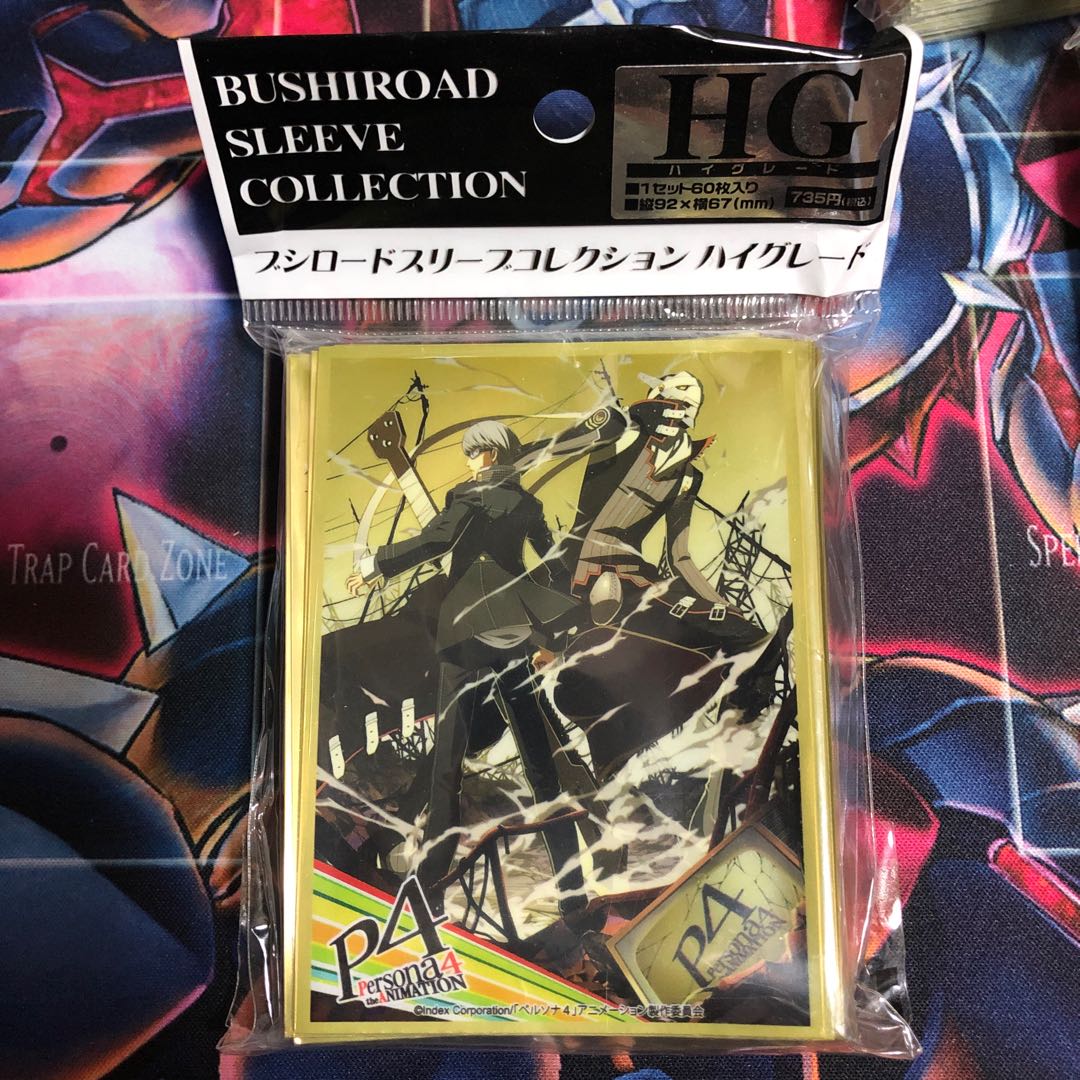 BUSHIROAD
SLEEVE
COLLECTION
HG
ハイグレード
■1セット60枚入り
■縦92×横67(mm)
735円(税込)
ブシロードスリーブコレクション ハイグレード
TRAP CARD ZONE
SPE
P4
Persona4
the ANIMATION
P4
Persona4
the ANIMATION
©Index Corporation/「ペルソナ4」アニメーション製作委員会